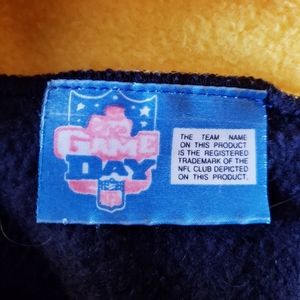 GAME
DAY
THE TEAM NAME
ON THIS PRODUCT
IS THE REGISTERED
TRADEMARK OF THE
NFL CLUB DEPICTED
ON THIS PRODUCT.